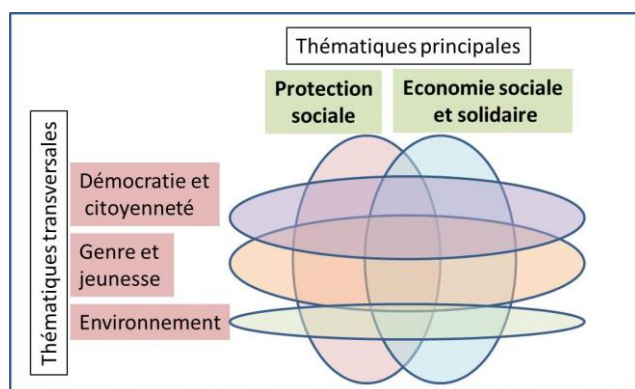 Thématiques principales
Protection
sociale
Economie sociale
et solidaire
Thématiques transversales
Démocratie et
citoyenneté
Genre et
jeunesse
Environnement